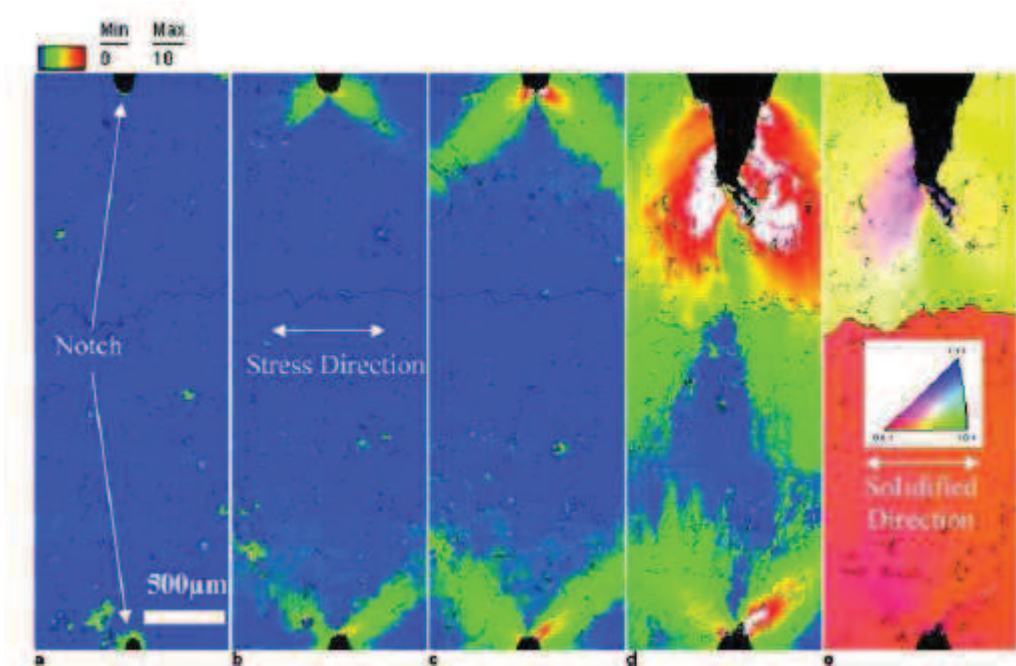 Min Max
0 10
Notch
Stress Direction
500µm
Solidified
Direction
a b c d e